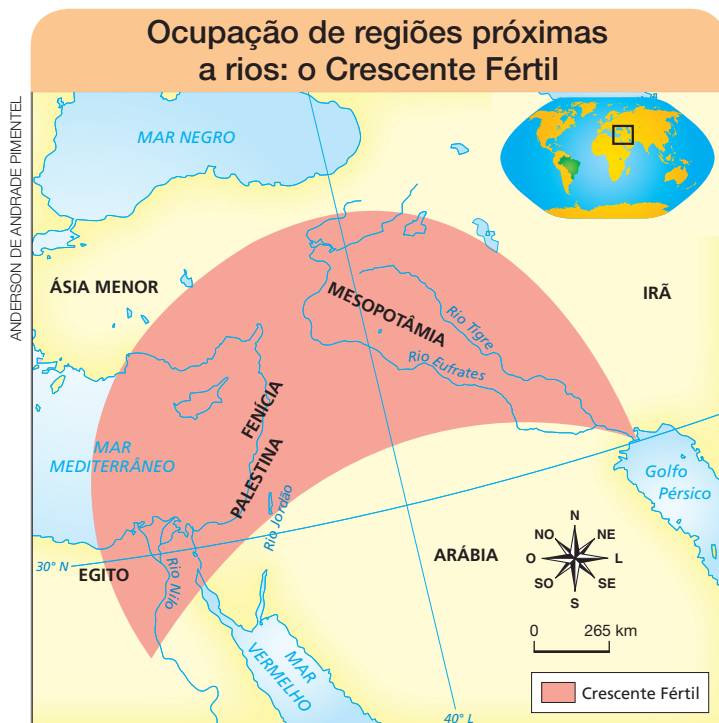 Ocupação de regiões próximas
a rios: o Crescente Fértil
ANDERSON DE ANDRADE PIMENTEL
MAR NEGRO
ÁSIA MENOR
IRÃ
MESOPOTÂMIA
Rio Tigre
Rio Eufrates
FENÍCIA
MAR
MEDITERRÂNEO
PALESTINA
Rio Jordão
Golfo
Pérsico
30° N
EGITO
Rio Nilo
ARÁBIA
N
NO
NE
O
L
SO
SE
S
MAR
VERMELHO
0 265 km
Crescente Fértil
40° L